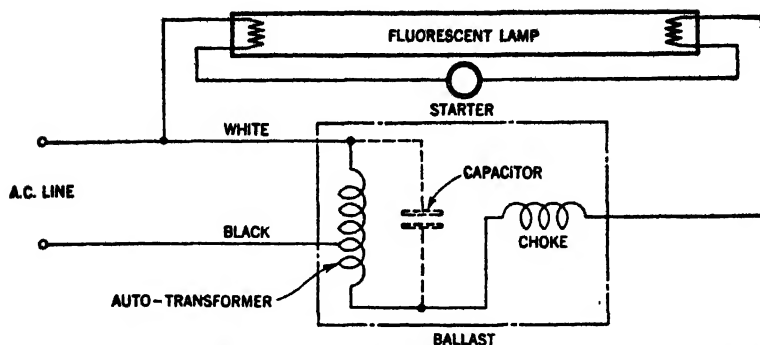 FLUORESCENT LAMP
STARTER
WHITE
CAPACITOR
A.C. LINE
CHOKE
BLACK
AUTO-TRANSFORMER
BALLAST